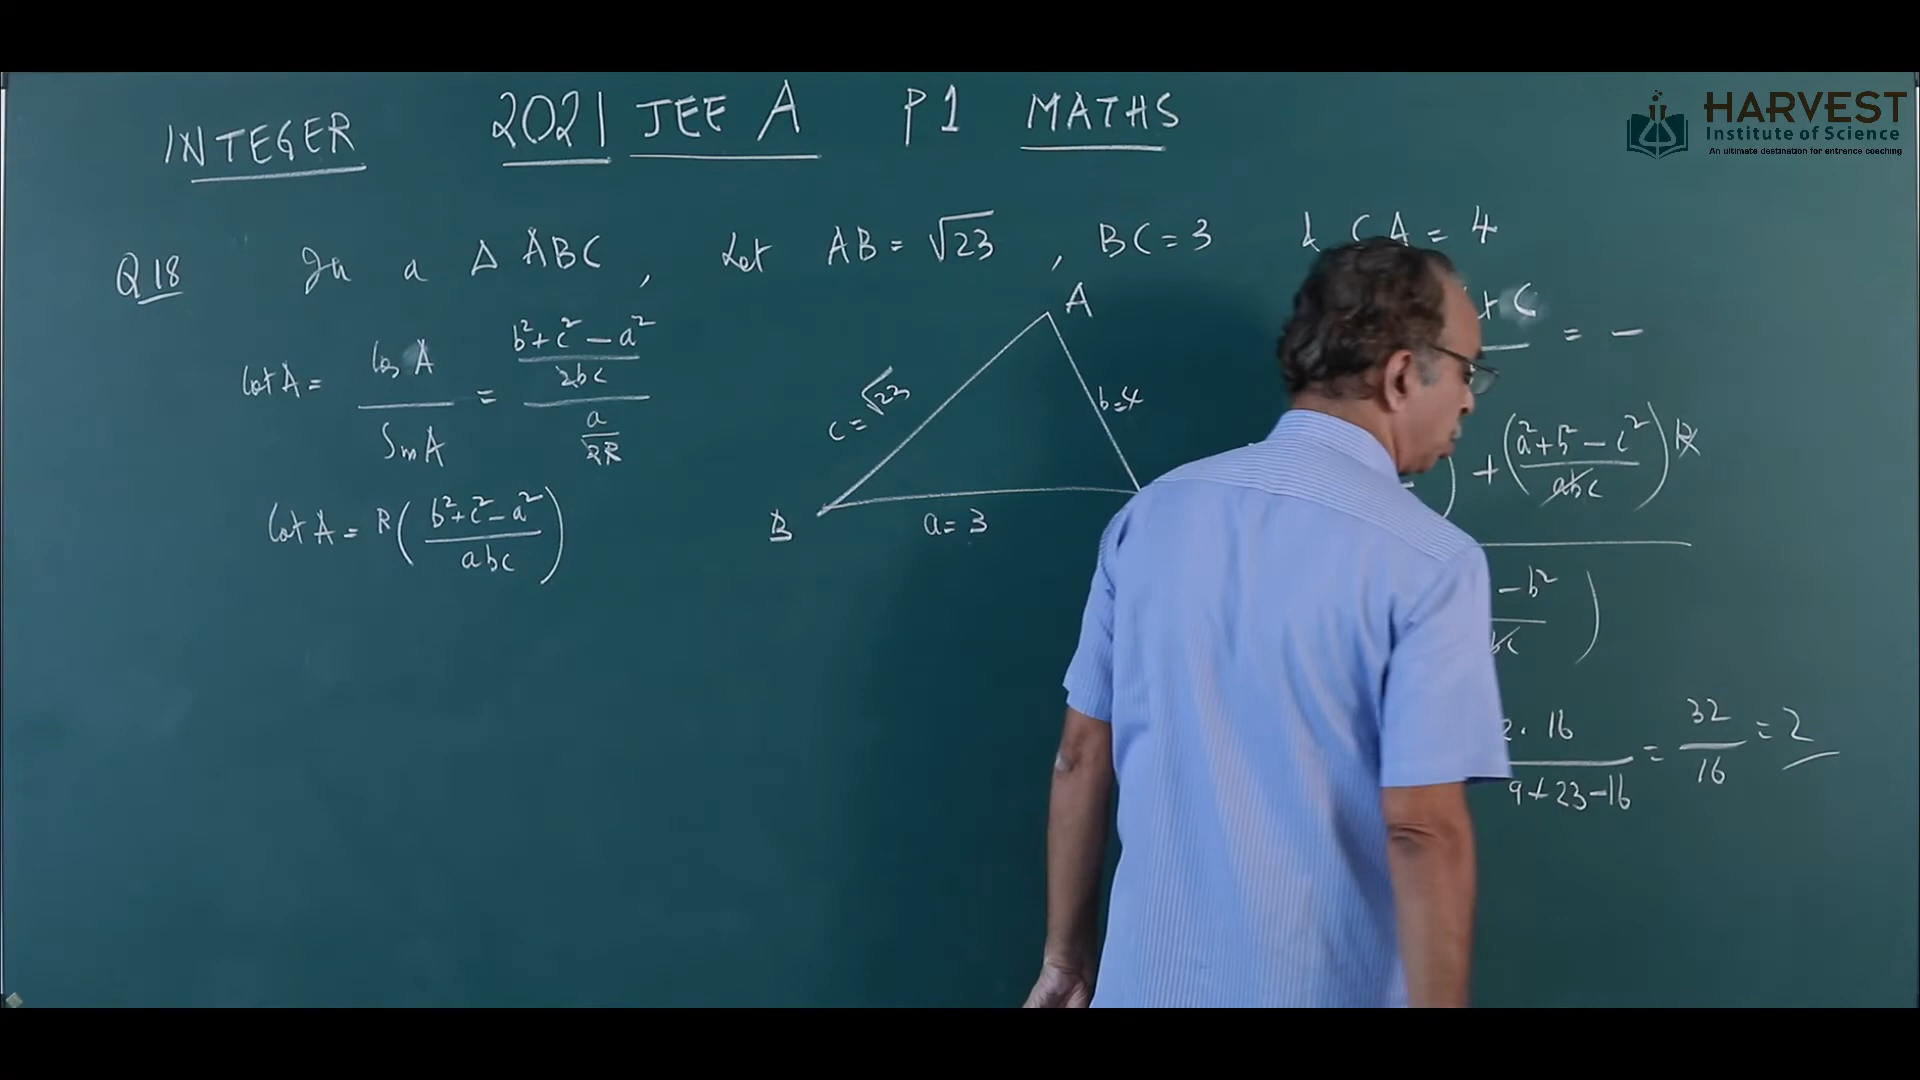 HARVEST
Institute of Science
An ultimate destination for entrance coaching
INTEGER 2021 JEE A P1 MATHS
Q18 In a Δ ABC, Let AB = √23, BC = 3 & CA = 4
Cot A = Cos A / Sin A = (b²+c²−a² / 2bc) / (a / 2R)
Cot A = R (b²+c²−a² / abc)
A
c = √23
b=4
B
a = 3
t C
= −
+ (a²+b²−c² / abc) R
− b²
bc )
. 16 / 9+23−16 = 32 / 16 = 2